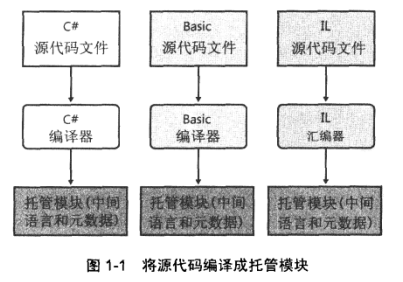 C#
源代码文件
Basic
源代码文件
IL
源代码文件
C#
编译器
Basic
编译器
IL
汇编器
托管模块(中间
语言和元数据)
托管模块(中间
语言和元数据)
托管模块(中间
语言和元数据)
图 1-1 将源代码编译成托管模块